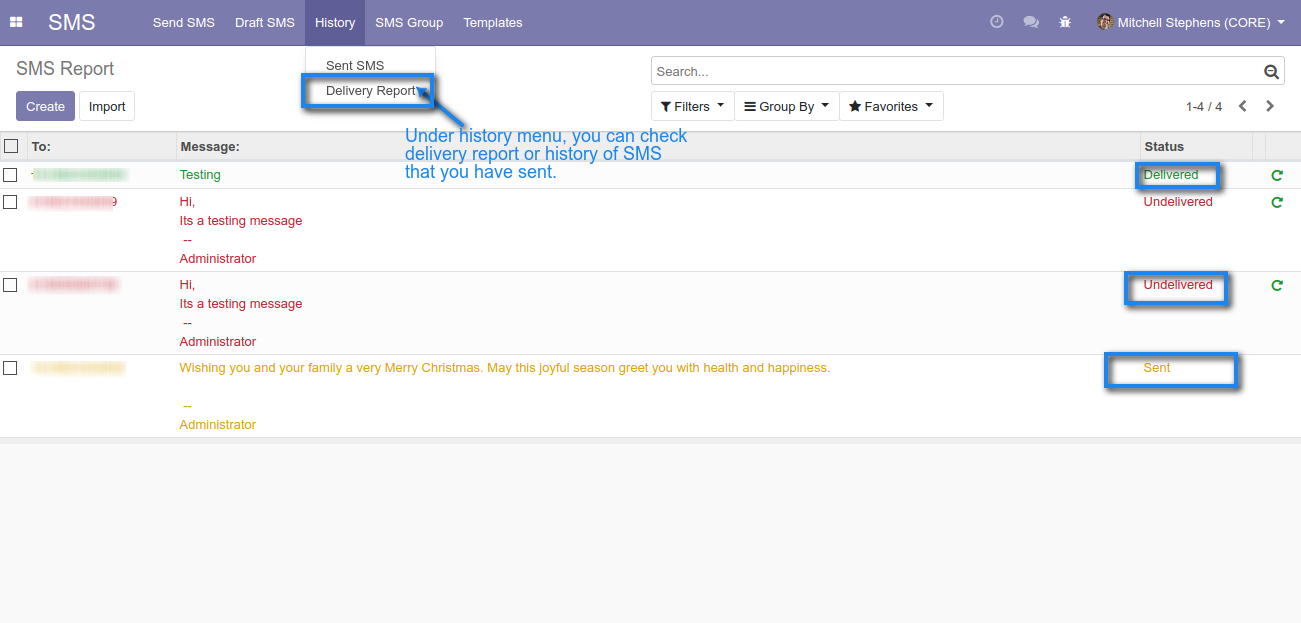 SMS Send SMS Draft SMS History SMS Group Templates Mitchell Stephens (CORE)
SMS Report
Sent SMS
Search...
Delivery Report
Create Import
Filters Group By Favorites 1-4 / 4
Under history menu, you can check
delivery report or history of SMS
that you have sent.
To: Message: Status
Testing Delivered
9 Hi, Undelivered
Its a testing message
--
Administrator
Hi, Undelivered
Its a testing message
--
Administrator
Wishing you and your family a very Merry Christmas. May this joyful season greet you with health and happiness. Sent
--
Administrator